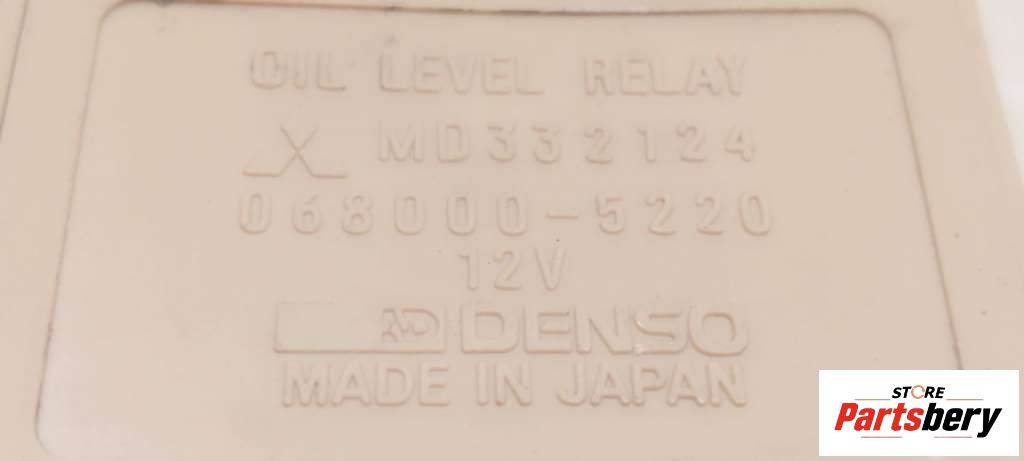 OIL LEVEL RELAY
X MD332124
068000-5220
12V
DENSO
MADE IN JAPAN
STORE
Partsbery